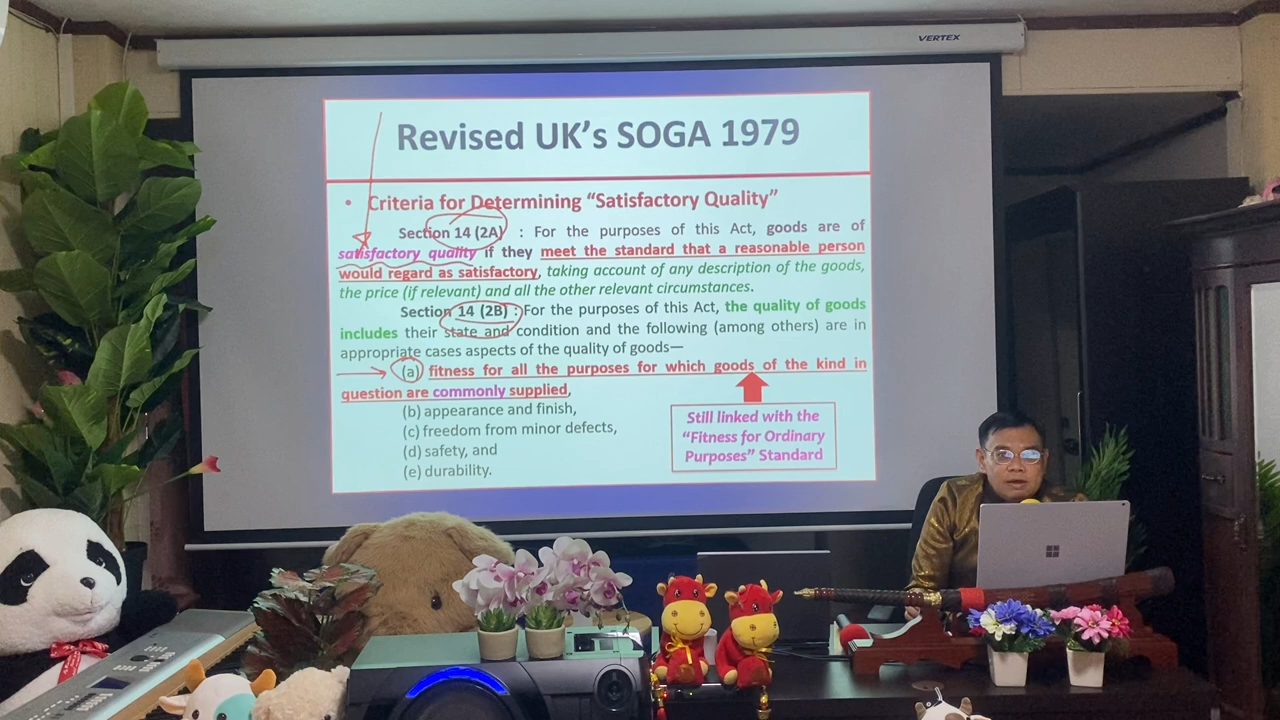 VERTEX
Revised UK's SOGA 1979
• Criteria for Determining "Satisfactory Quality"
Section 14 (2A) : For the purposes of this Act, goods are of
satisfactory quality if they meet the standard that a reasonable person
would regard as satisfactory, taking account of any description of the goods,
the price (if relevant) and all the other relevant circumstances.
Section 14 (2B) : For the purposes of this Act, the quality of goods
includes their state and condition and the following (among others) are in
appropriate cases aspects of the quality of goods—
(a) fitness for all the purposes for which goods of the kind in
question are commonly supplied,
(b) appearance and finish,
(c) freedom from minor defects,
(d) safety, and
(e) durability.
Still linked with the
"Fitness for Ordinary
Purposes" Standard